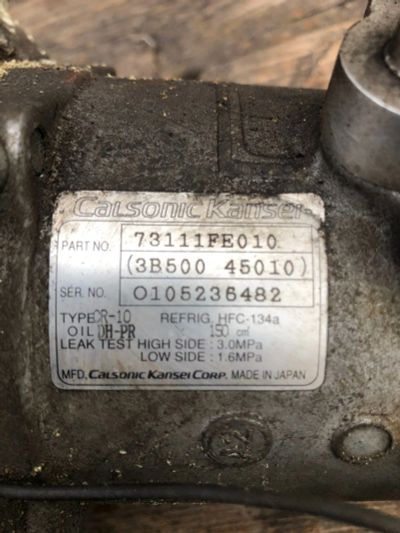 Calsonic Kansei
PART NO. 73111FE010
(3B500 45010)
SER. NO. 0105236482
TYPE CR-10 REFRIG. HFC-134a
OIL DH-PR 150 cm³
LEAK TEST HIGH SIDE : 3.0MPa
LOW SIDE : 1.6MPa
MFD. CALSONIC KANSEI CORP. MADE IN JAPAN